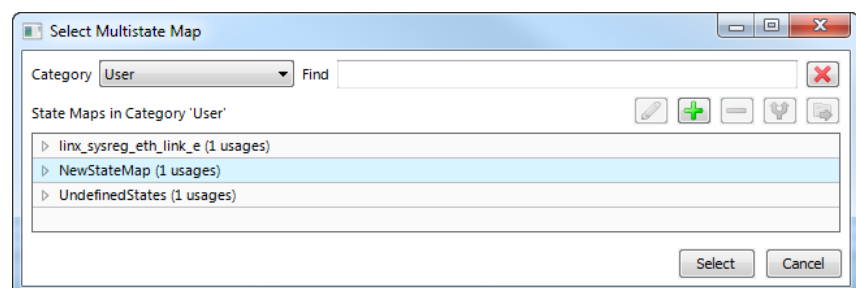 Select Multistate Map
Category User Find
State Maps in Category 'User'
linx_sysreg_eth_link_e (1 usages)
NewStateMap (1 usages)
UndefinedStates (1 usages)
Select Cancel